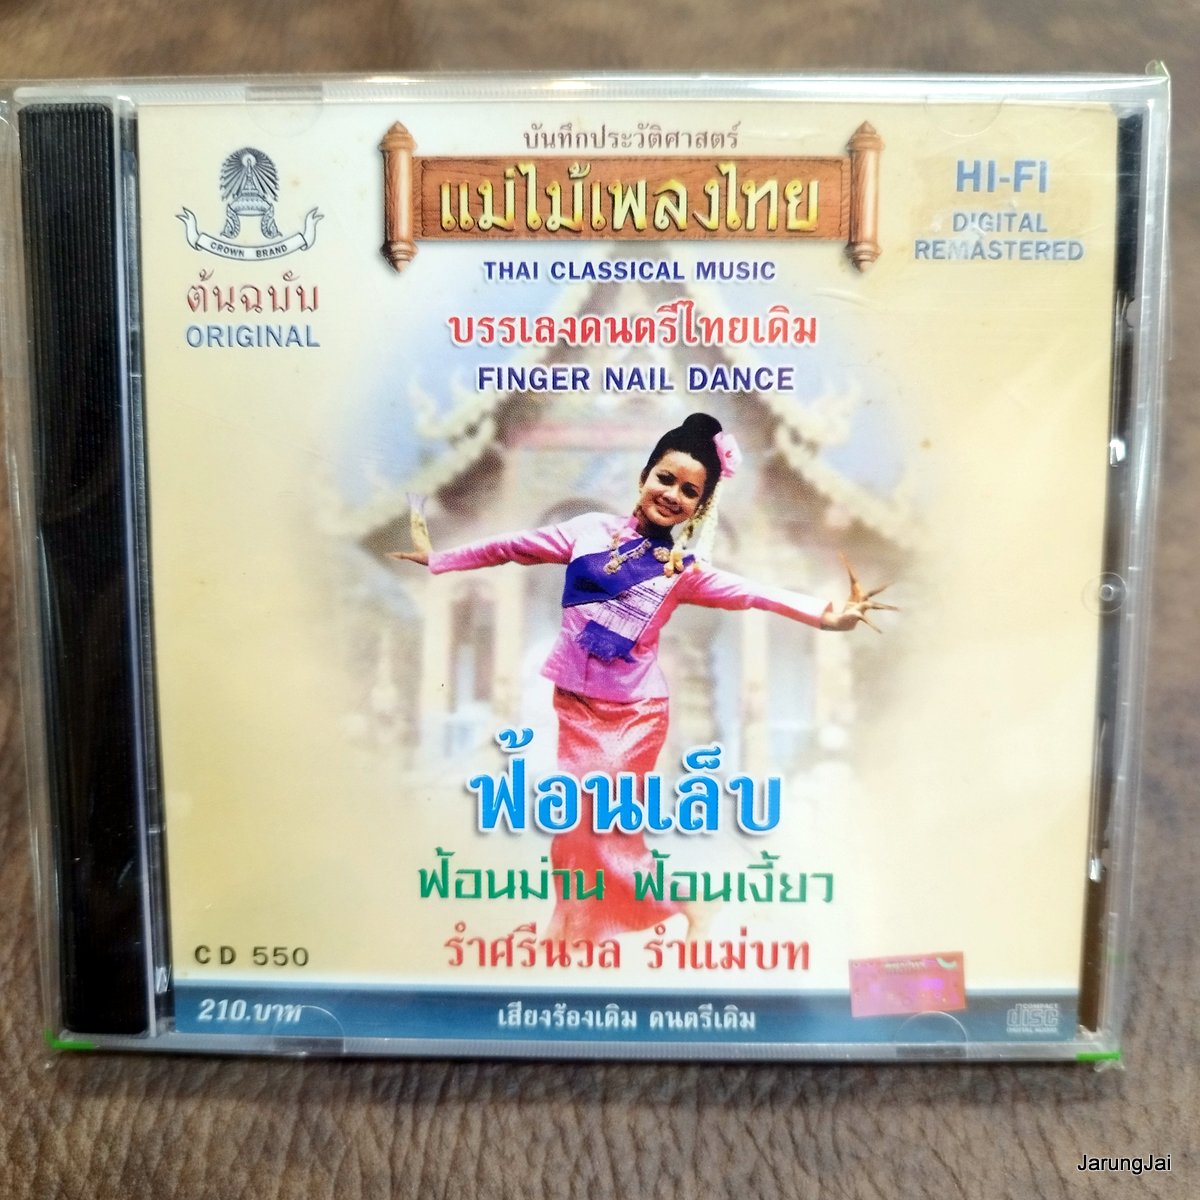 บันทึกประวัติศาสตร์
แม่ไม้เพลงไทย
THAI CLASSICAL MUSIC
CROWN BRAND
ต้นฉบับ
ORIGINAL
HI-FI
DIGITAL
REMASTERED
บรรเลงดนตรีไทยเดิม
FINGER NAIL DANCE
ฟ้อนเล็บ
ฟ้อนม่าน ฟ้อนเงี้ยว
รำศรีนวล รำแม่บท
CD 550
210.บาท
เสียงร้องเดิม ดนตรีเดิม
COMPACT
disc
DIGITAL AUDIO
JarungJai